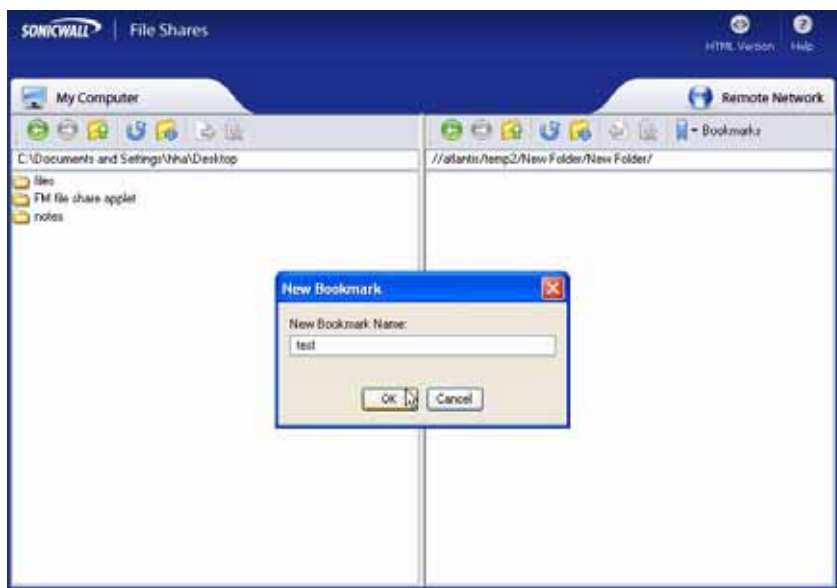 SONICWALL | File Shares
HTML Version Help
My Computer
Remote Network
Bookmarks
C:\Documents and Settings\hha\Desktop
//atlantis/temp2/New Folder/New Folder/
files
FM file share applet
notes
New Bookmark
New Bookmark Name:
test
OK
Cancel